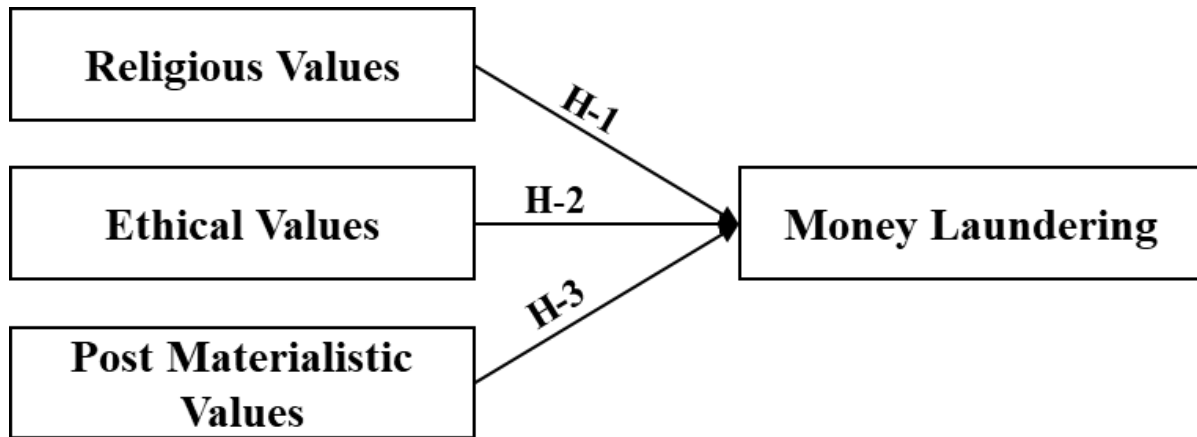 Religious Values
H-1
Ethical Values
H-2
Money Laundering
H-3
Post Materialistic
Values